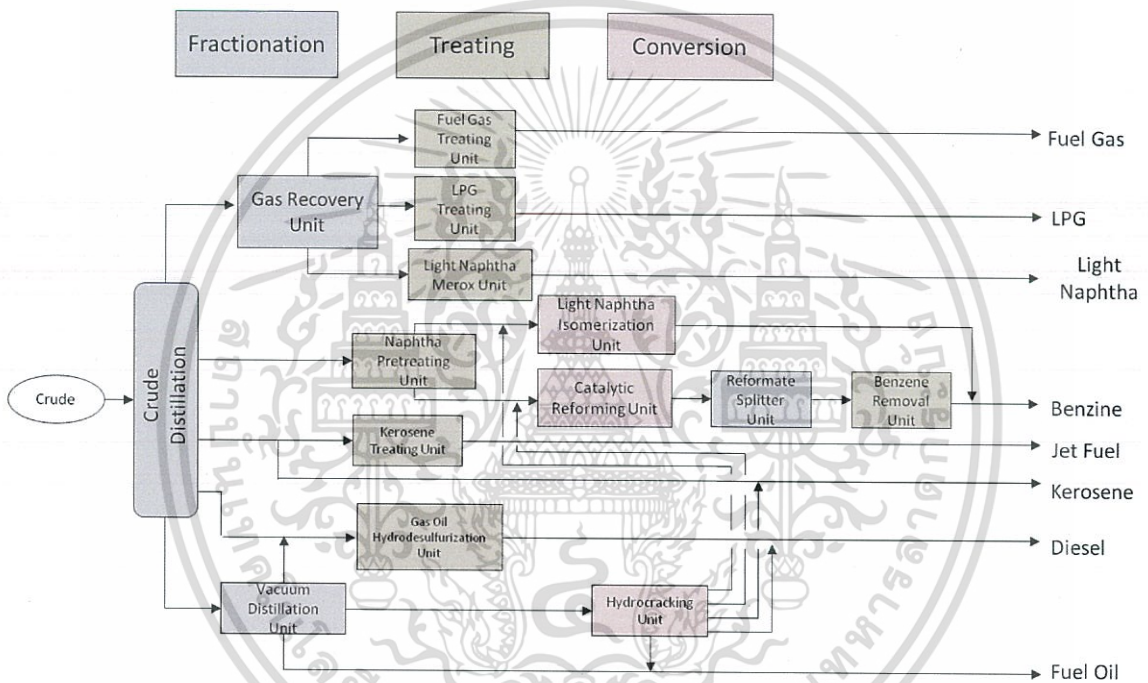 Fractionation
Treating
Conversion
Fuel Gas
Treating
Unit
Fuel Gas
Gas Recovery
Unit
LPG
Treating
Unit
LPG
Light Naphtha
Merox Unit
Light
Naphtha
Light Naphtha
Isomerization
Unit
Naphtha
Pretreating
Unit
Crude
Crude
Distillation
Catalytic
Reforming Unit
Reformate
Splitter
Unit
Benzene
Removal
Unit
Benzine
Kerosene
Treating Unit
Jet Fuel
Kerosene
Gas Oil
Hydrodesulfurization
Unit
Diesel
Vacuum
Distillation
Unit
Hydrocracking
Unit
Fuel Oil